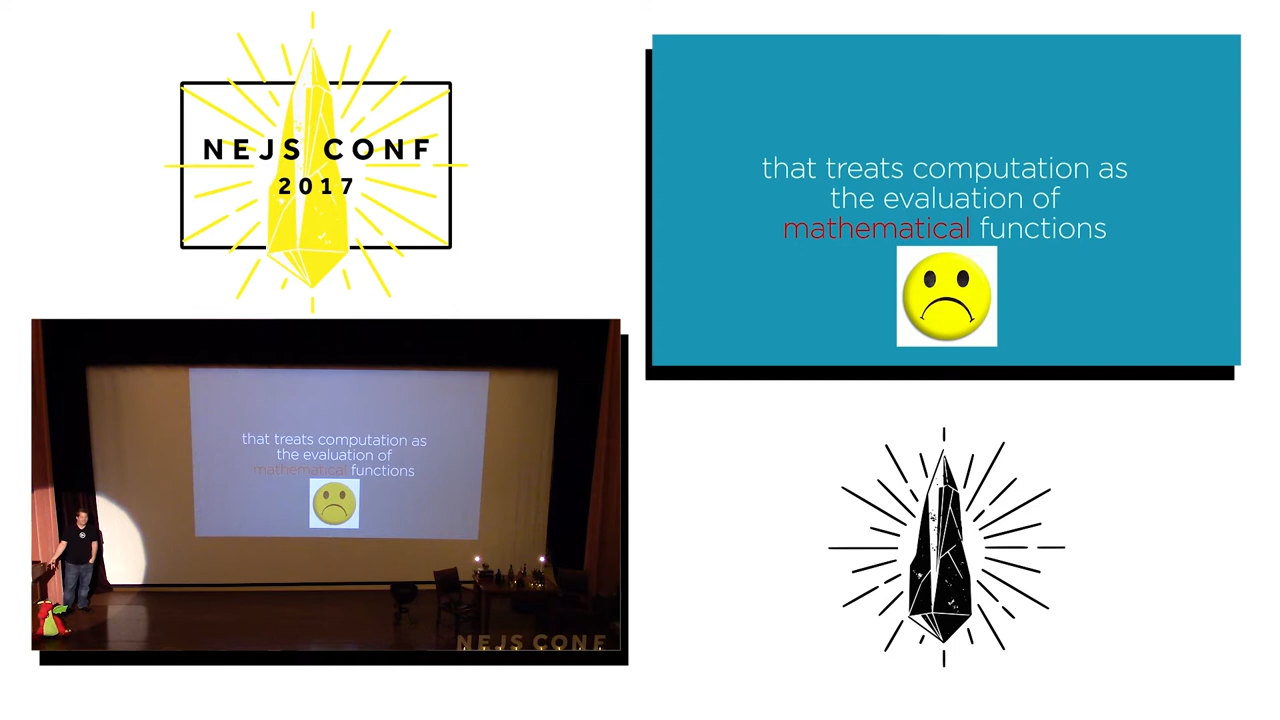 NEJS CONF
2017
that treats computation as
the evaluation of
mathematical functions
that treats computation as
the evaluation of
mathematical functions
NEJS CONF